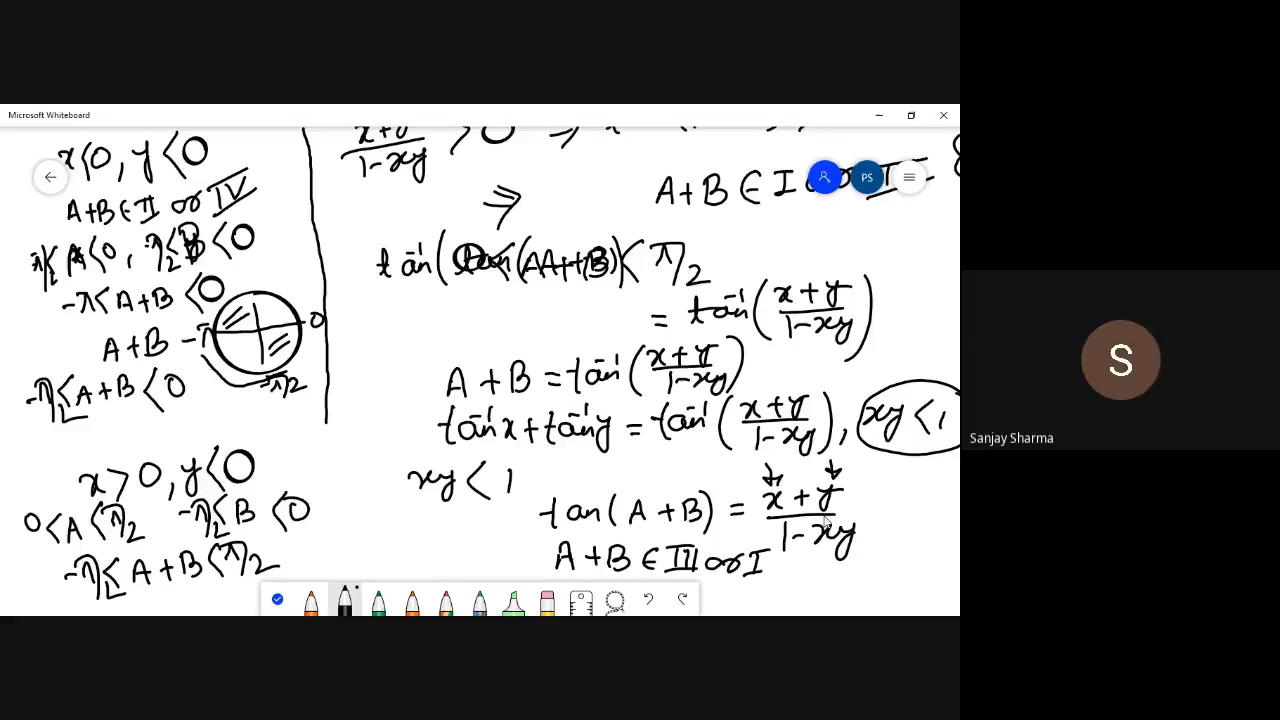 Microsoft Whiteboard
x<0, y<0
A+B∈II or IV
-π/2<A<0, -π/2<B<0
-π<A+B<0
0
A+B -π
-π/2
-π/2<A+B<0
x>0, y<0
0<A<π/2 -π/2<B<0
-π/2<A+B<π/2
x+y/1-xy >0 ⇒
A+B∈I or
PS
⇒
tan⁻¹( <π/2
= tan⁻¹(x+y/1-xy)
A+B = tan⁻¹(x+y/1-xy)
tan⁻¹x+tan⁻¹y = tan⁻¹(x+y/1-xy), xy<1
xy<1
tan(A+B) = x+y/1-xy
A+B∈III or I
S
Sanjay Sharma